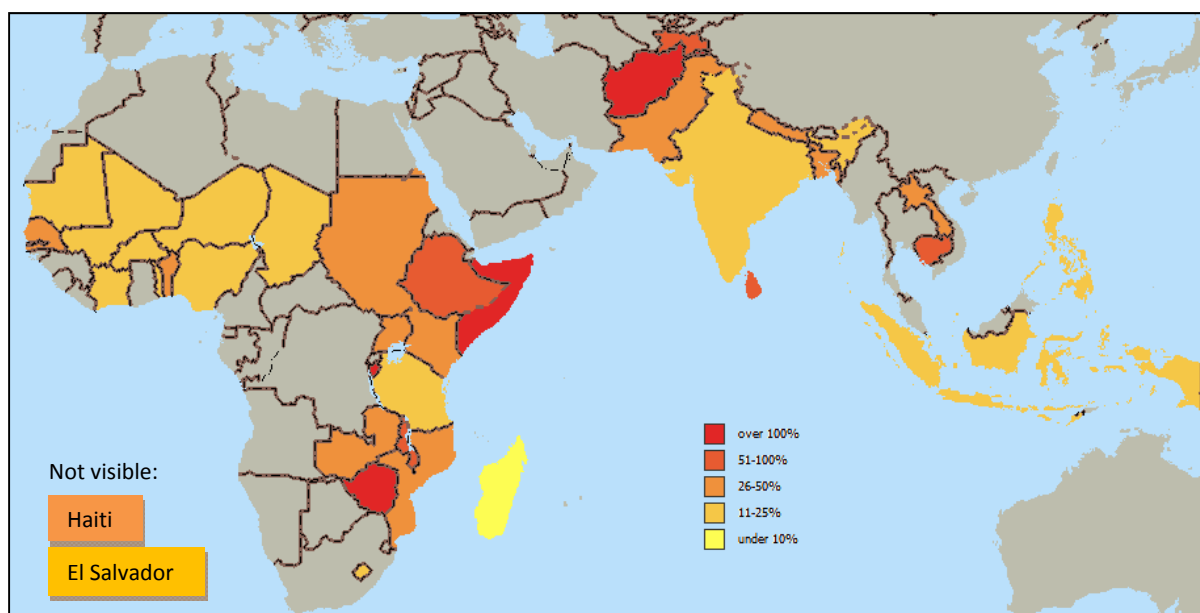 over 100%
51-100%
26-50%
11-25%
under 10%
Not visible:
Haiti
El Salvador